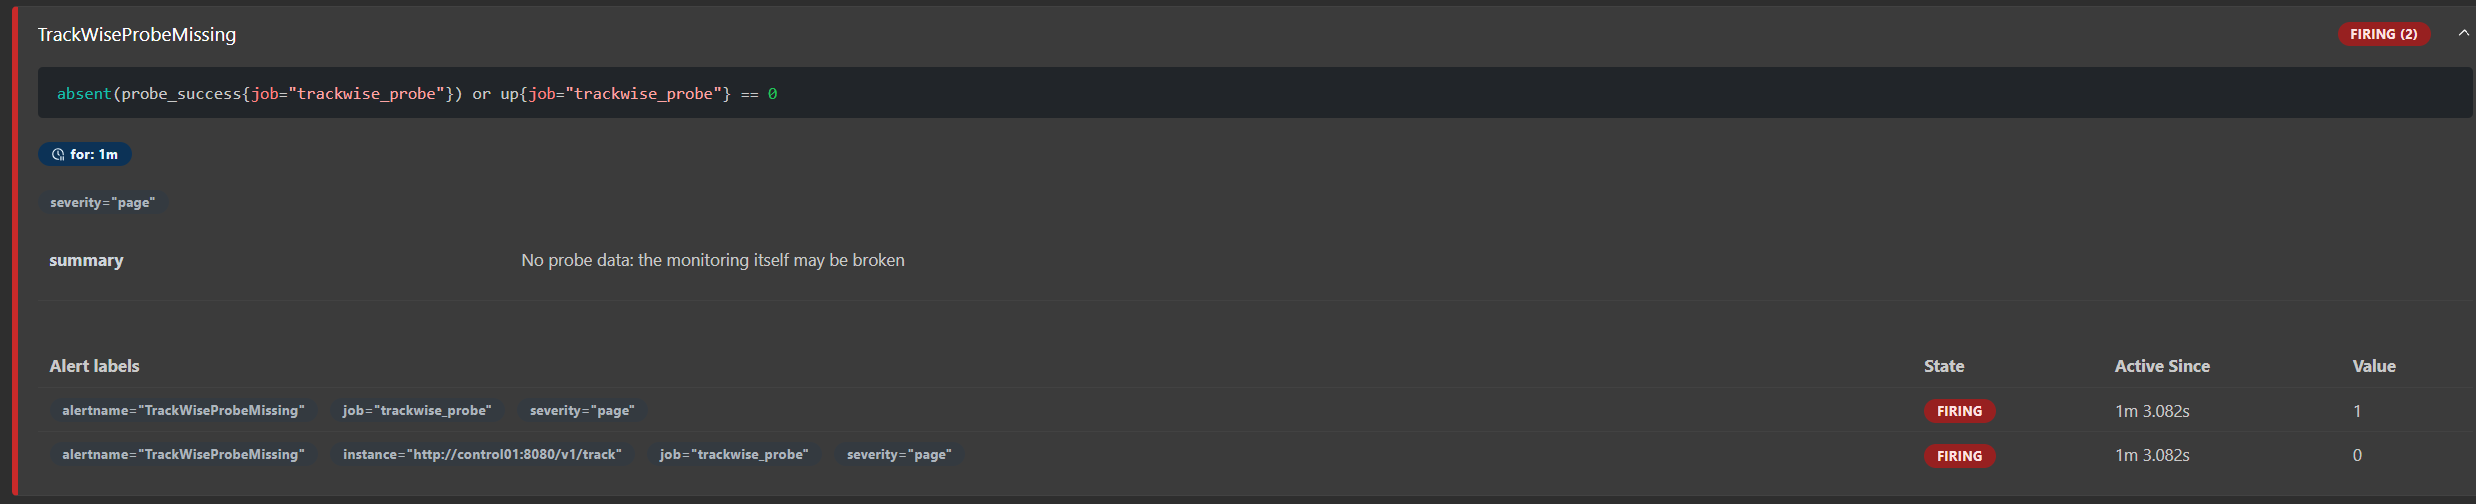 TrackWiseProbeMissing FIRING (2)
absent(probe_success{job="trackwise_probe"}) or up{job="trackwise_probe"} == 0
for: 1m
severity="page"
summary No probe data: the monitoring itself may be broken
Alert labels State Active Since Value
alertname="TrackWiseProbeMissing" job="trackwise_probe" severity="page" FIRING 1m 3.082s 1
alertname="TrackWiseProbeMissing" instance="http://control01:8080/v1/track" job="trackwise_probe" severity="page" FIRING 1m 3.082s 0